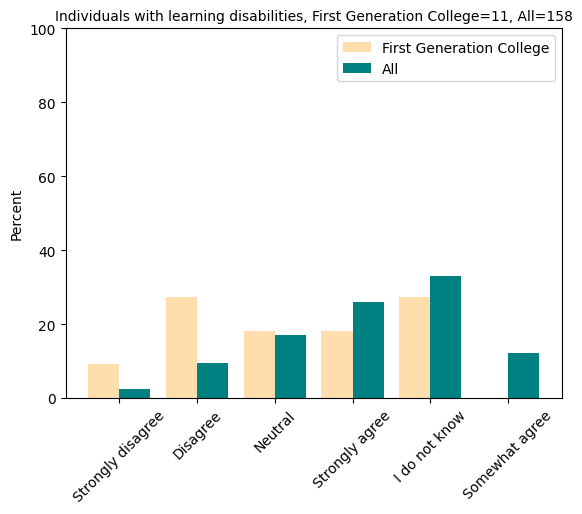 Individuals with learning disabilities, First Generation College=11, All=158
First Generation College
All
Percent
100
80
60
40
20
0
Strongly disagree
Disagree
Neutral
Strongly agree
I do not know
Somewhat agree